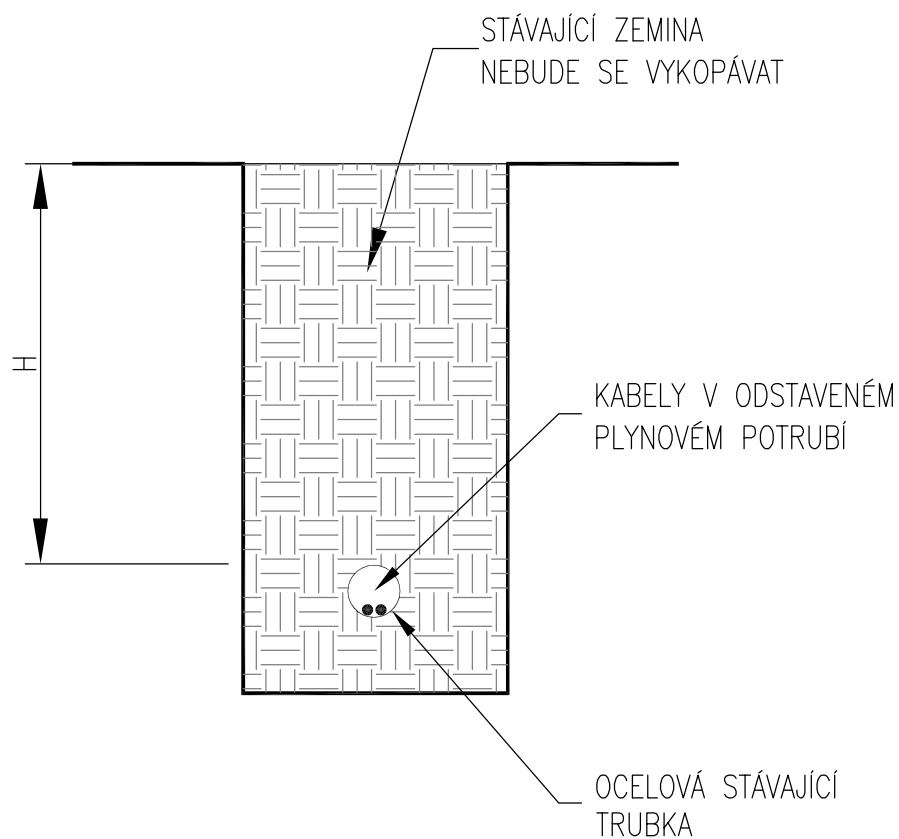 STÁVAJÍCÍ ZEMINA
NEBUDE SE VYKOPÁVAT
H
KABELY V ODSTAVENÉM
PLYNOVÉM POTRUBÍ
OCELOVÁ STÁVAJÍCÍ
TRUBKA